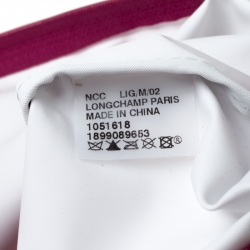 NCC LIG/M/02
LONGCHAMP PARIS
MADE IN CHINA
1051618
1899089653